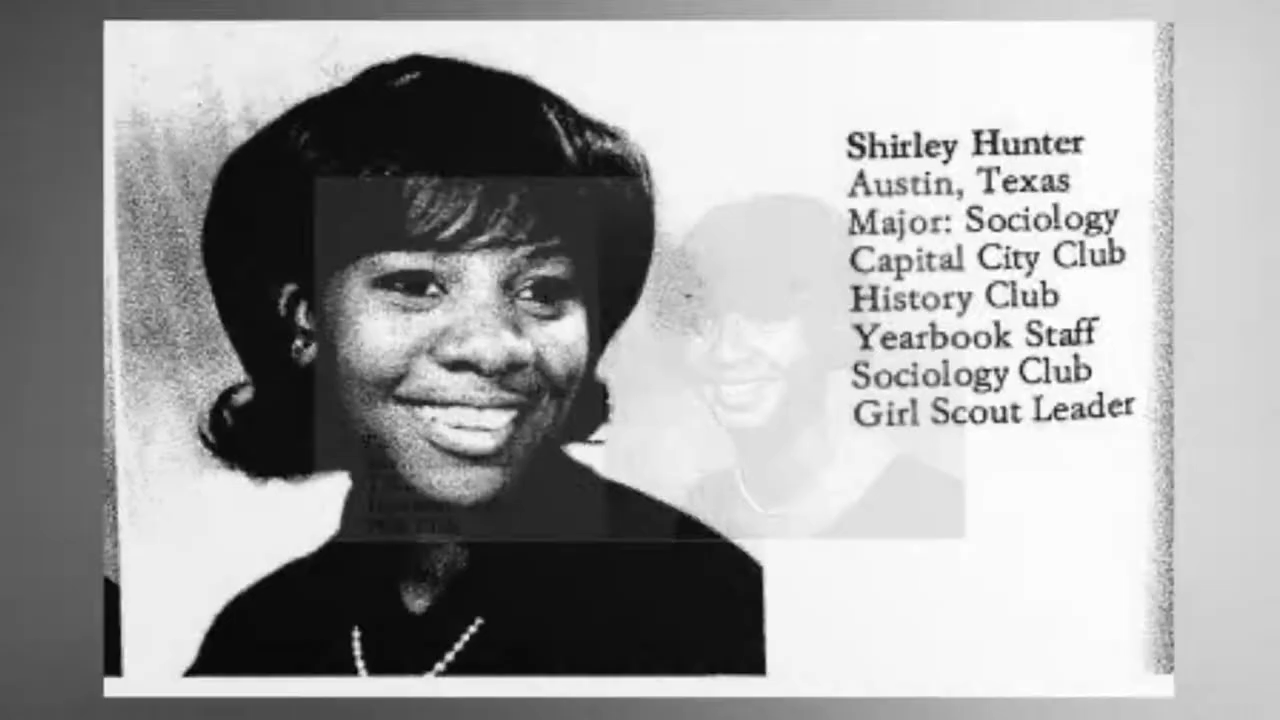 Shirley Hunter
Austin, Texas
Major: Sociology
Capital City Club
History Club
Yearbook Staff
Sociology Club
Girl Scout Leader